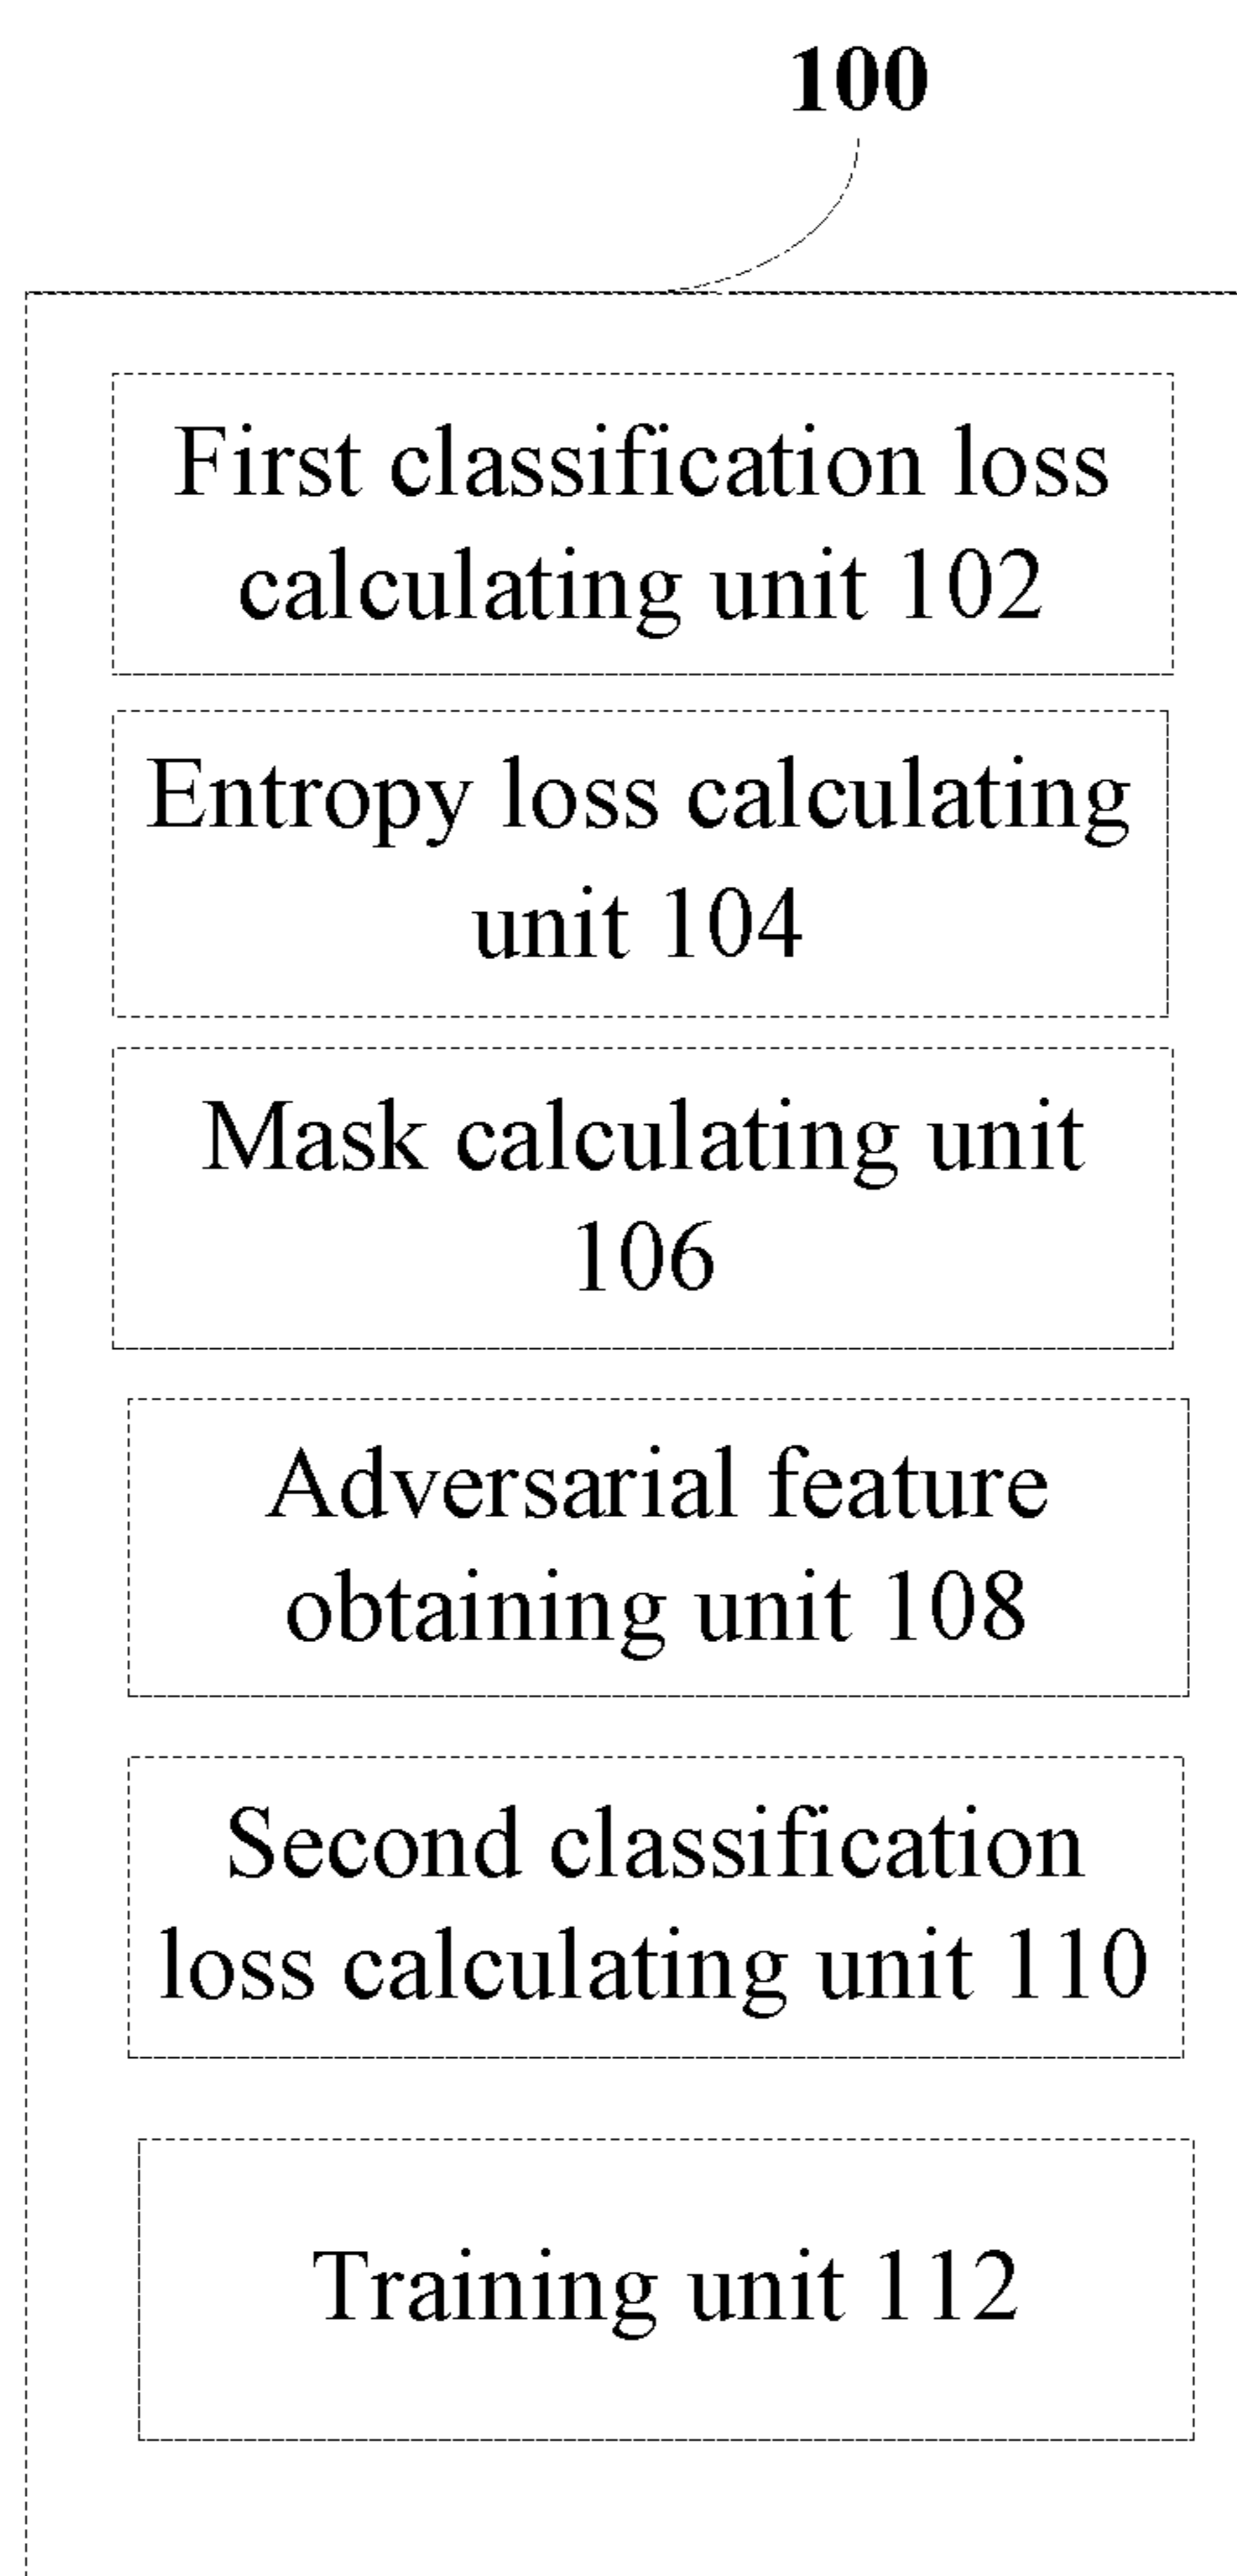 100
First classification loss
calculating unit 102
Entropy loss calculating
unit 104
Mask calculating unit
106
Adversarial feature
obtaining unit 108
Second classification
loss calculating unit 110
Training unit 112